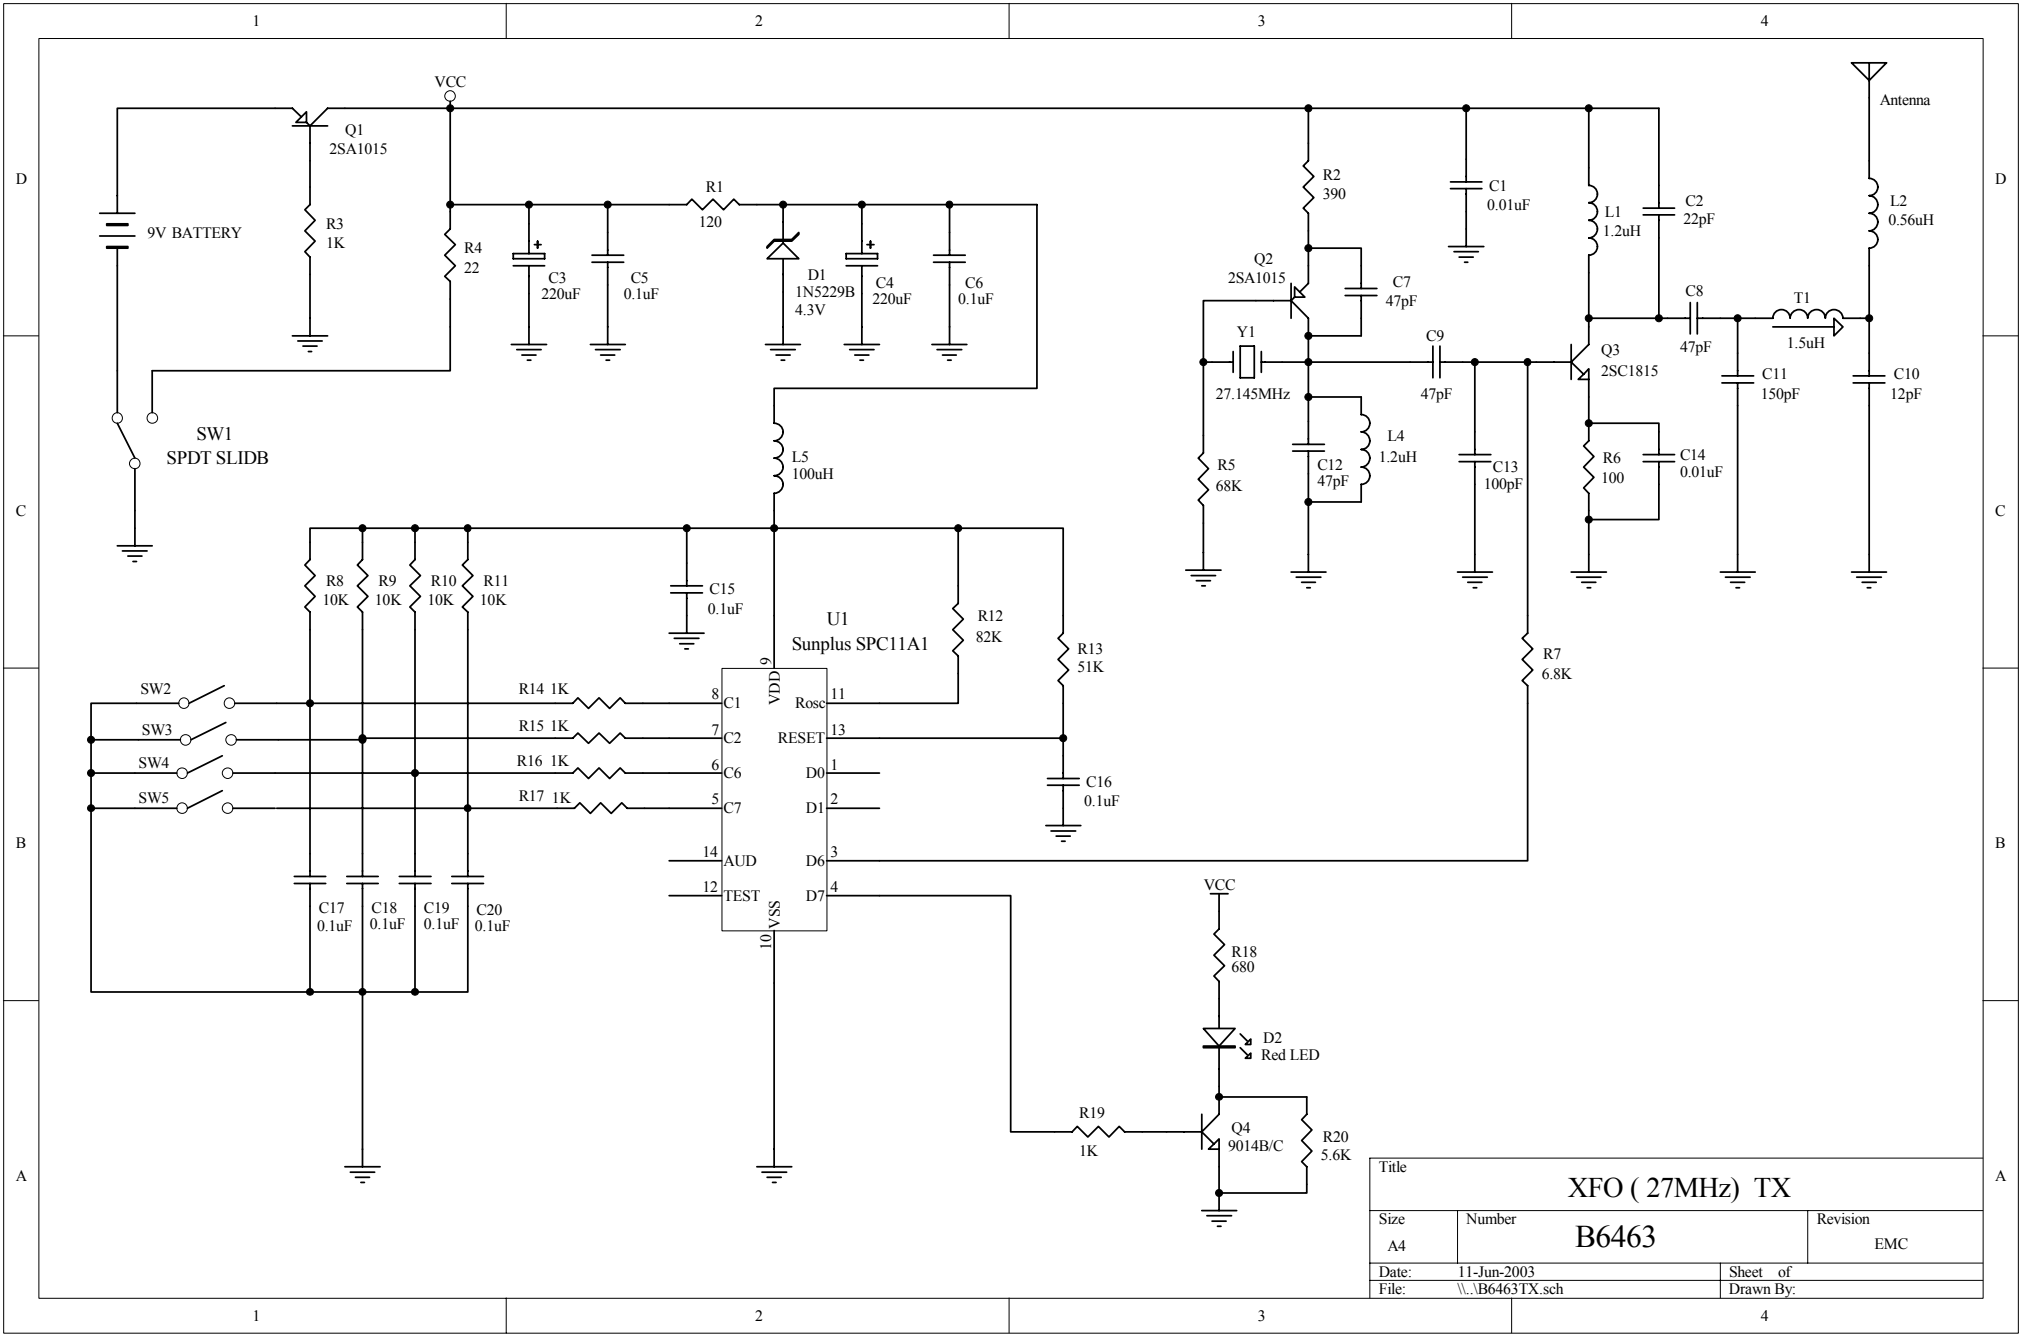 1 2 3 4
D
C
B
A
D
C
B
A
VCC
Q1
2SA1015
9V BATTERY
R3
1K
R4
22
SW1
SPDT SLIDB
R1
120
+
C3
220uF
C5
0.1uF
D1
1N5229B
4.3V
+
C4
220uF
C6
0.1uF
L5
100uH
R2
390
Q2
2SA1015
C7
47pF
Y1
27.145MHz
R5
68K
C12
47pF
L4
1.2uH
C9
47pF
C13
100pF
C1
0.01uF
L1
1.2uH
C2
22pF
C8
47pF
T1
1.5uH
Antenna
L2
0.56uH
Q3
2SC1815
C11
150pF
C10
12pF
R6
100
C14
0.01uF
R7
6.8K
R8
10K
R9
10K
R10
10K
R11
10K
C15
0.1uF
U1
Sunplus SPC11A1
R12
82K
R13
51K
C16
0.1uF
SW2
SW3
SW4
SW5
R14 1K
R15 1K
R16 1K
R17 1K
9
VDD
8 C1
7 C2
6 C6
5 C7
14 AUD
12 TEST
Rosc 11
RESET 13
D0 1
D1 2
D6 3
D7 4
VSS
10
C17
0.1uF
C18
0.1uF
C19
0.1uF
C20
0.1uF
VCC
R18
680
D2
Red LED
R19
1K
Q4
9014B/C
R20
5.6K
Title
XFO ( 27MHz) TX
Size
A4
Number
B6463
Revision
EMC
Date: 11-Jun-2003
Sheet of
File: \\..\B6463TX.sch
Drawn By:
1 2 3 4